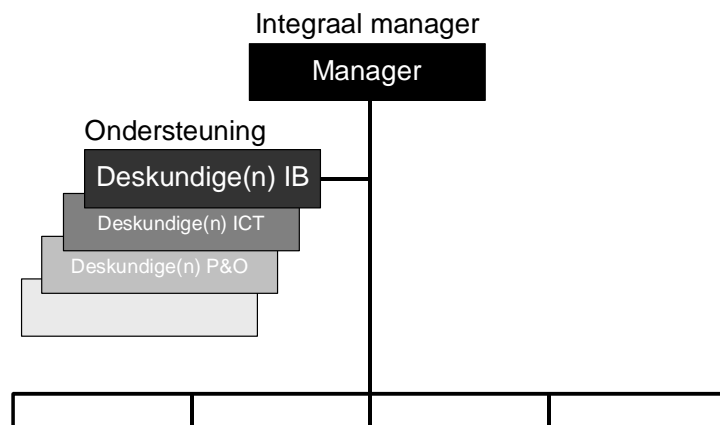 Integraal manager
Manager
Ondersteuning
Deskundige(n) IB
Deskundige(n) ICT
Deskundige(n) P&O